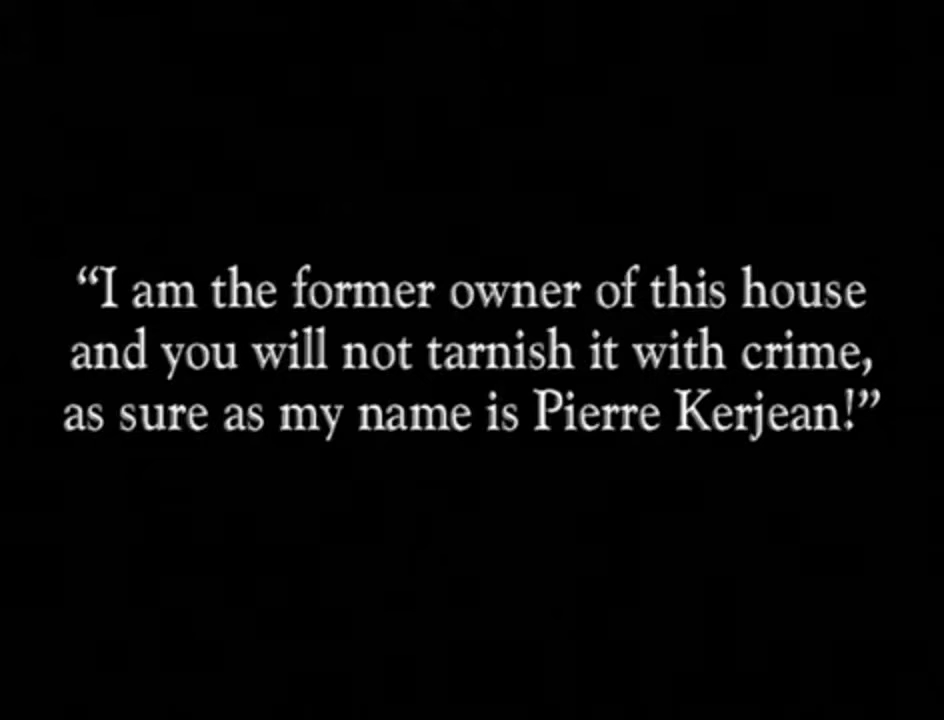 “I am the former owner of this house
and you will not tarnish it with crime,
as sure as my name is Pierre Kerjean!”